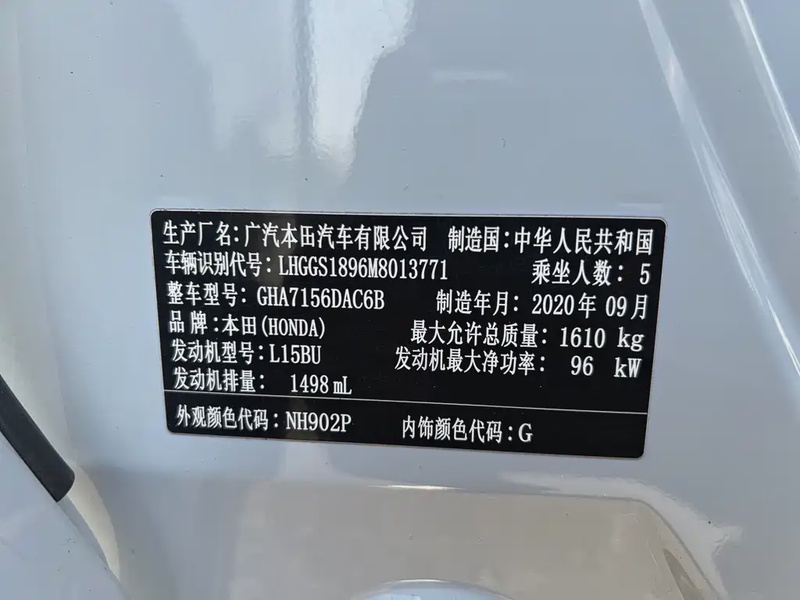 生产厂名:广汽本田汽车有限公司 制造国:中华人民共和国
车辆识别代号:LHGGS1896M8013771 乘坐人数:5
整车型号:GHA7156DAC6B 制造年月:2020年09月
品牌:本田(HONDA) 最大允许总质量:1610 kg
发动机型号:L15BU 发动机最大净功率:96 kW
发动机排量:1498mL
外观颜色代码:NH902P 内饰颜色代码:G